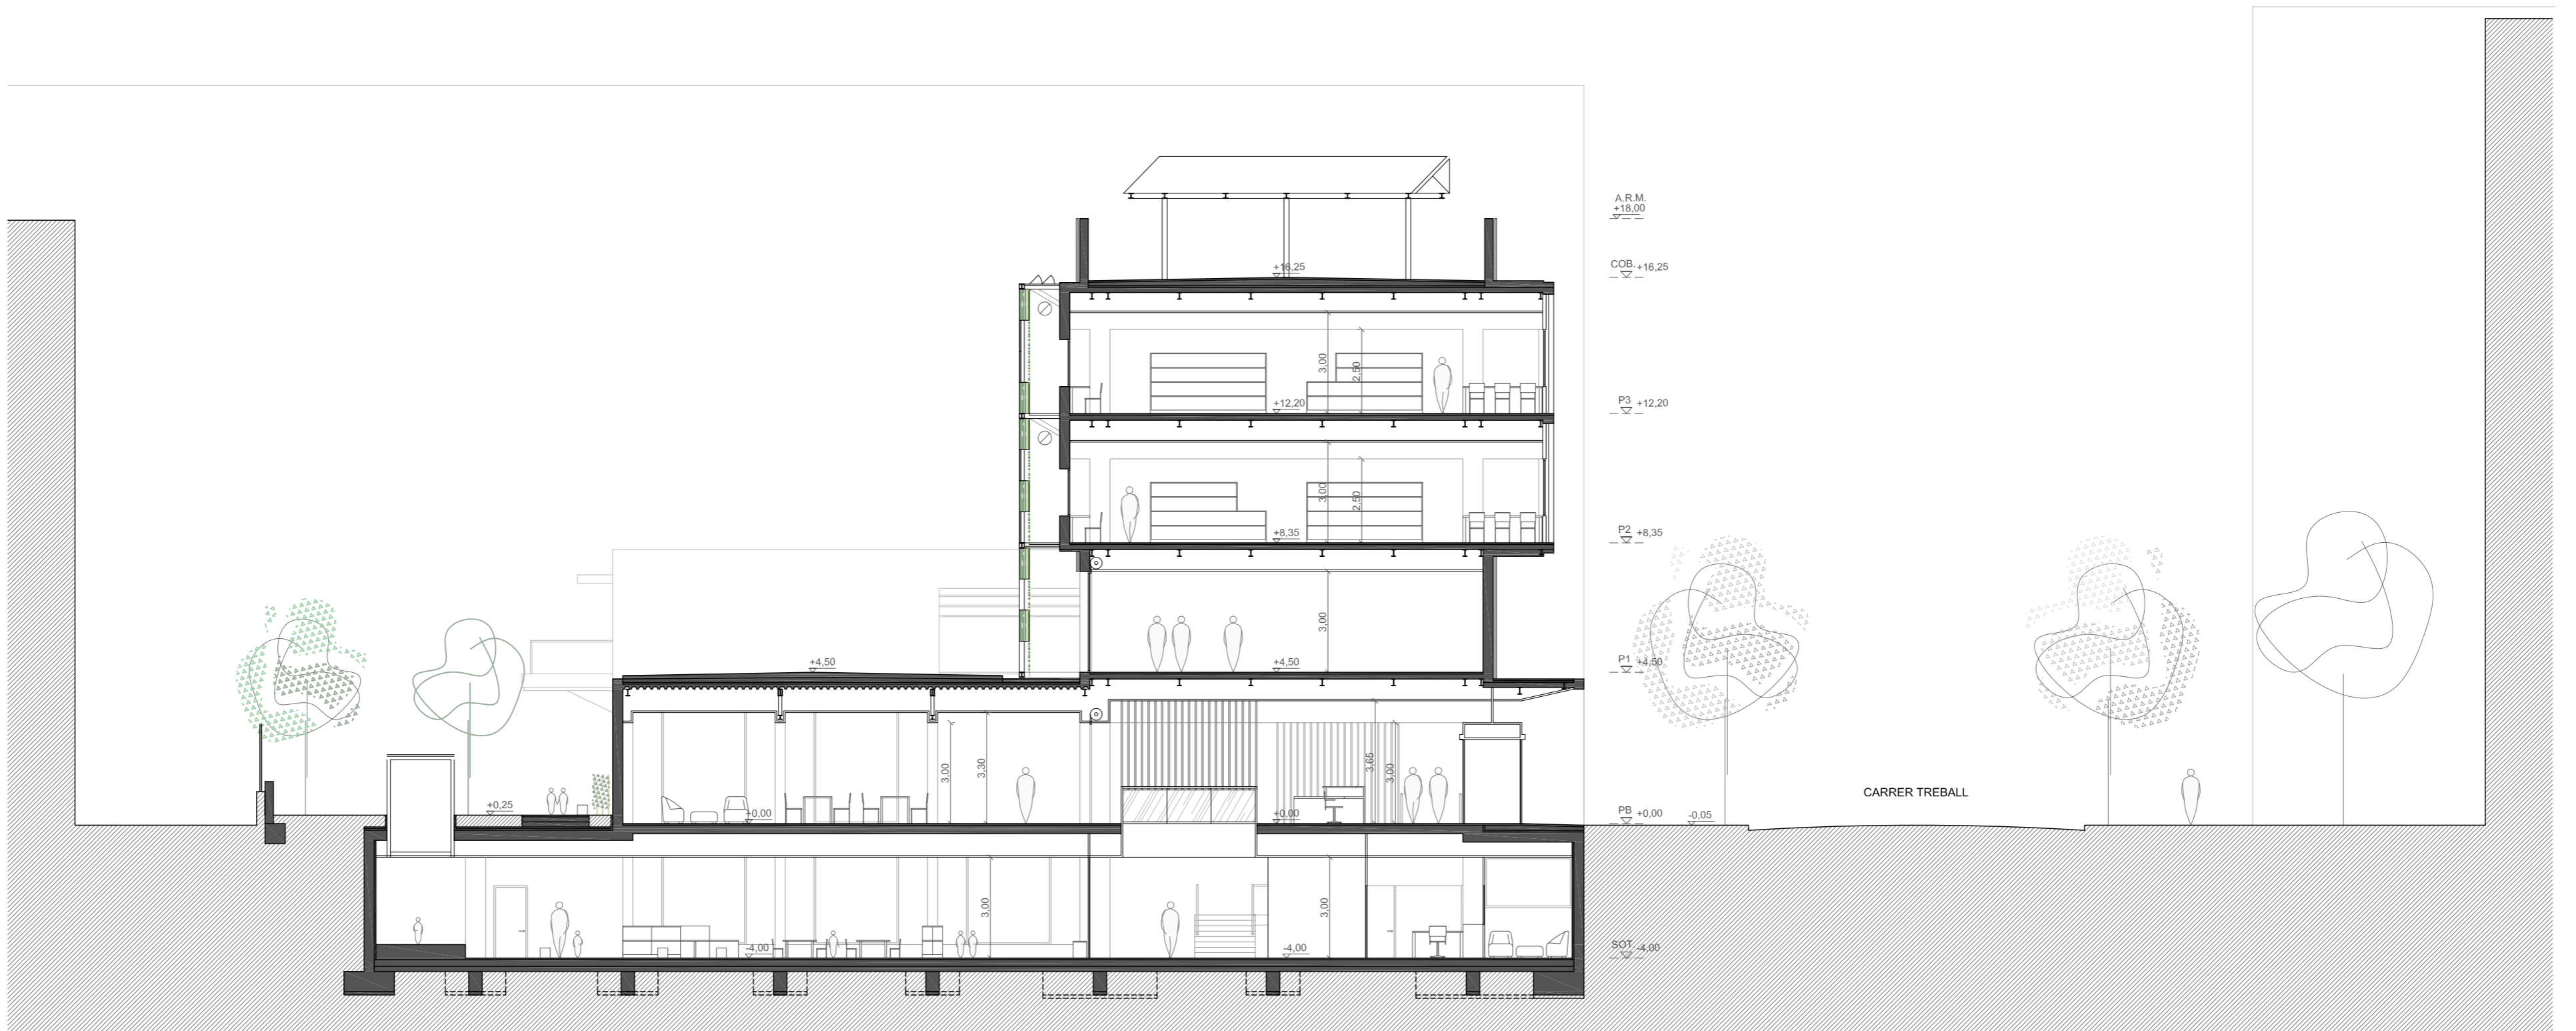 A.R.M.
+18,00
+16,25
COB. +16,25
3,00
2,50
+12,20
P3 +12,20
3,00
2,50
+8,35
P2 +8,35
3,00
+4,50
+4,50
P1 +4,50
3,00
3,30
3,65
3,00
CARRER TREBALL
+0,25
+0,00
+0,00
PB +0,00
-0,05
3,00
3,00
-4,00
-4,00
SOT -4,00